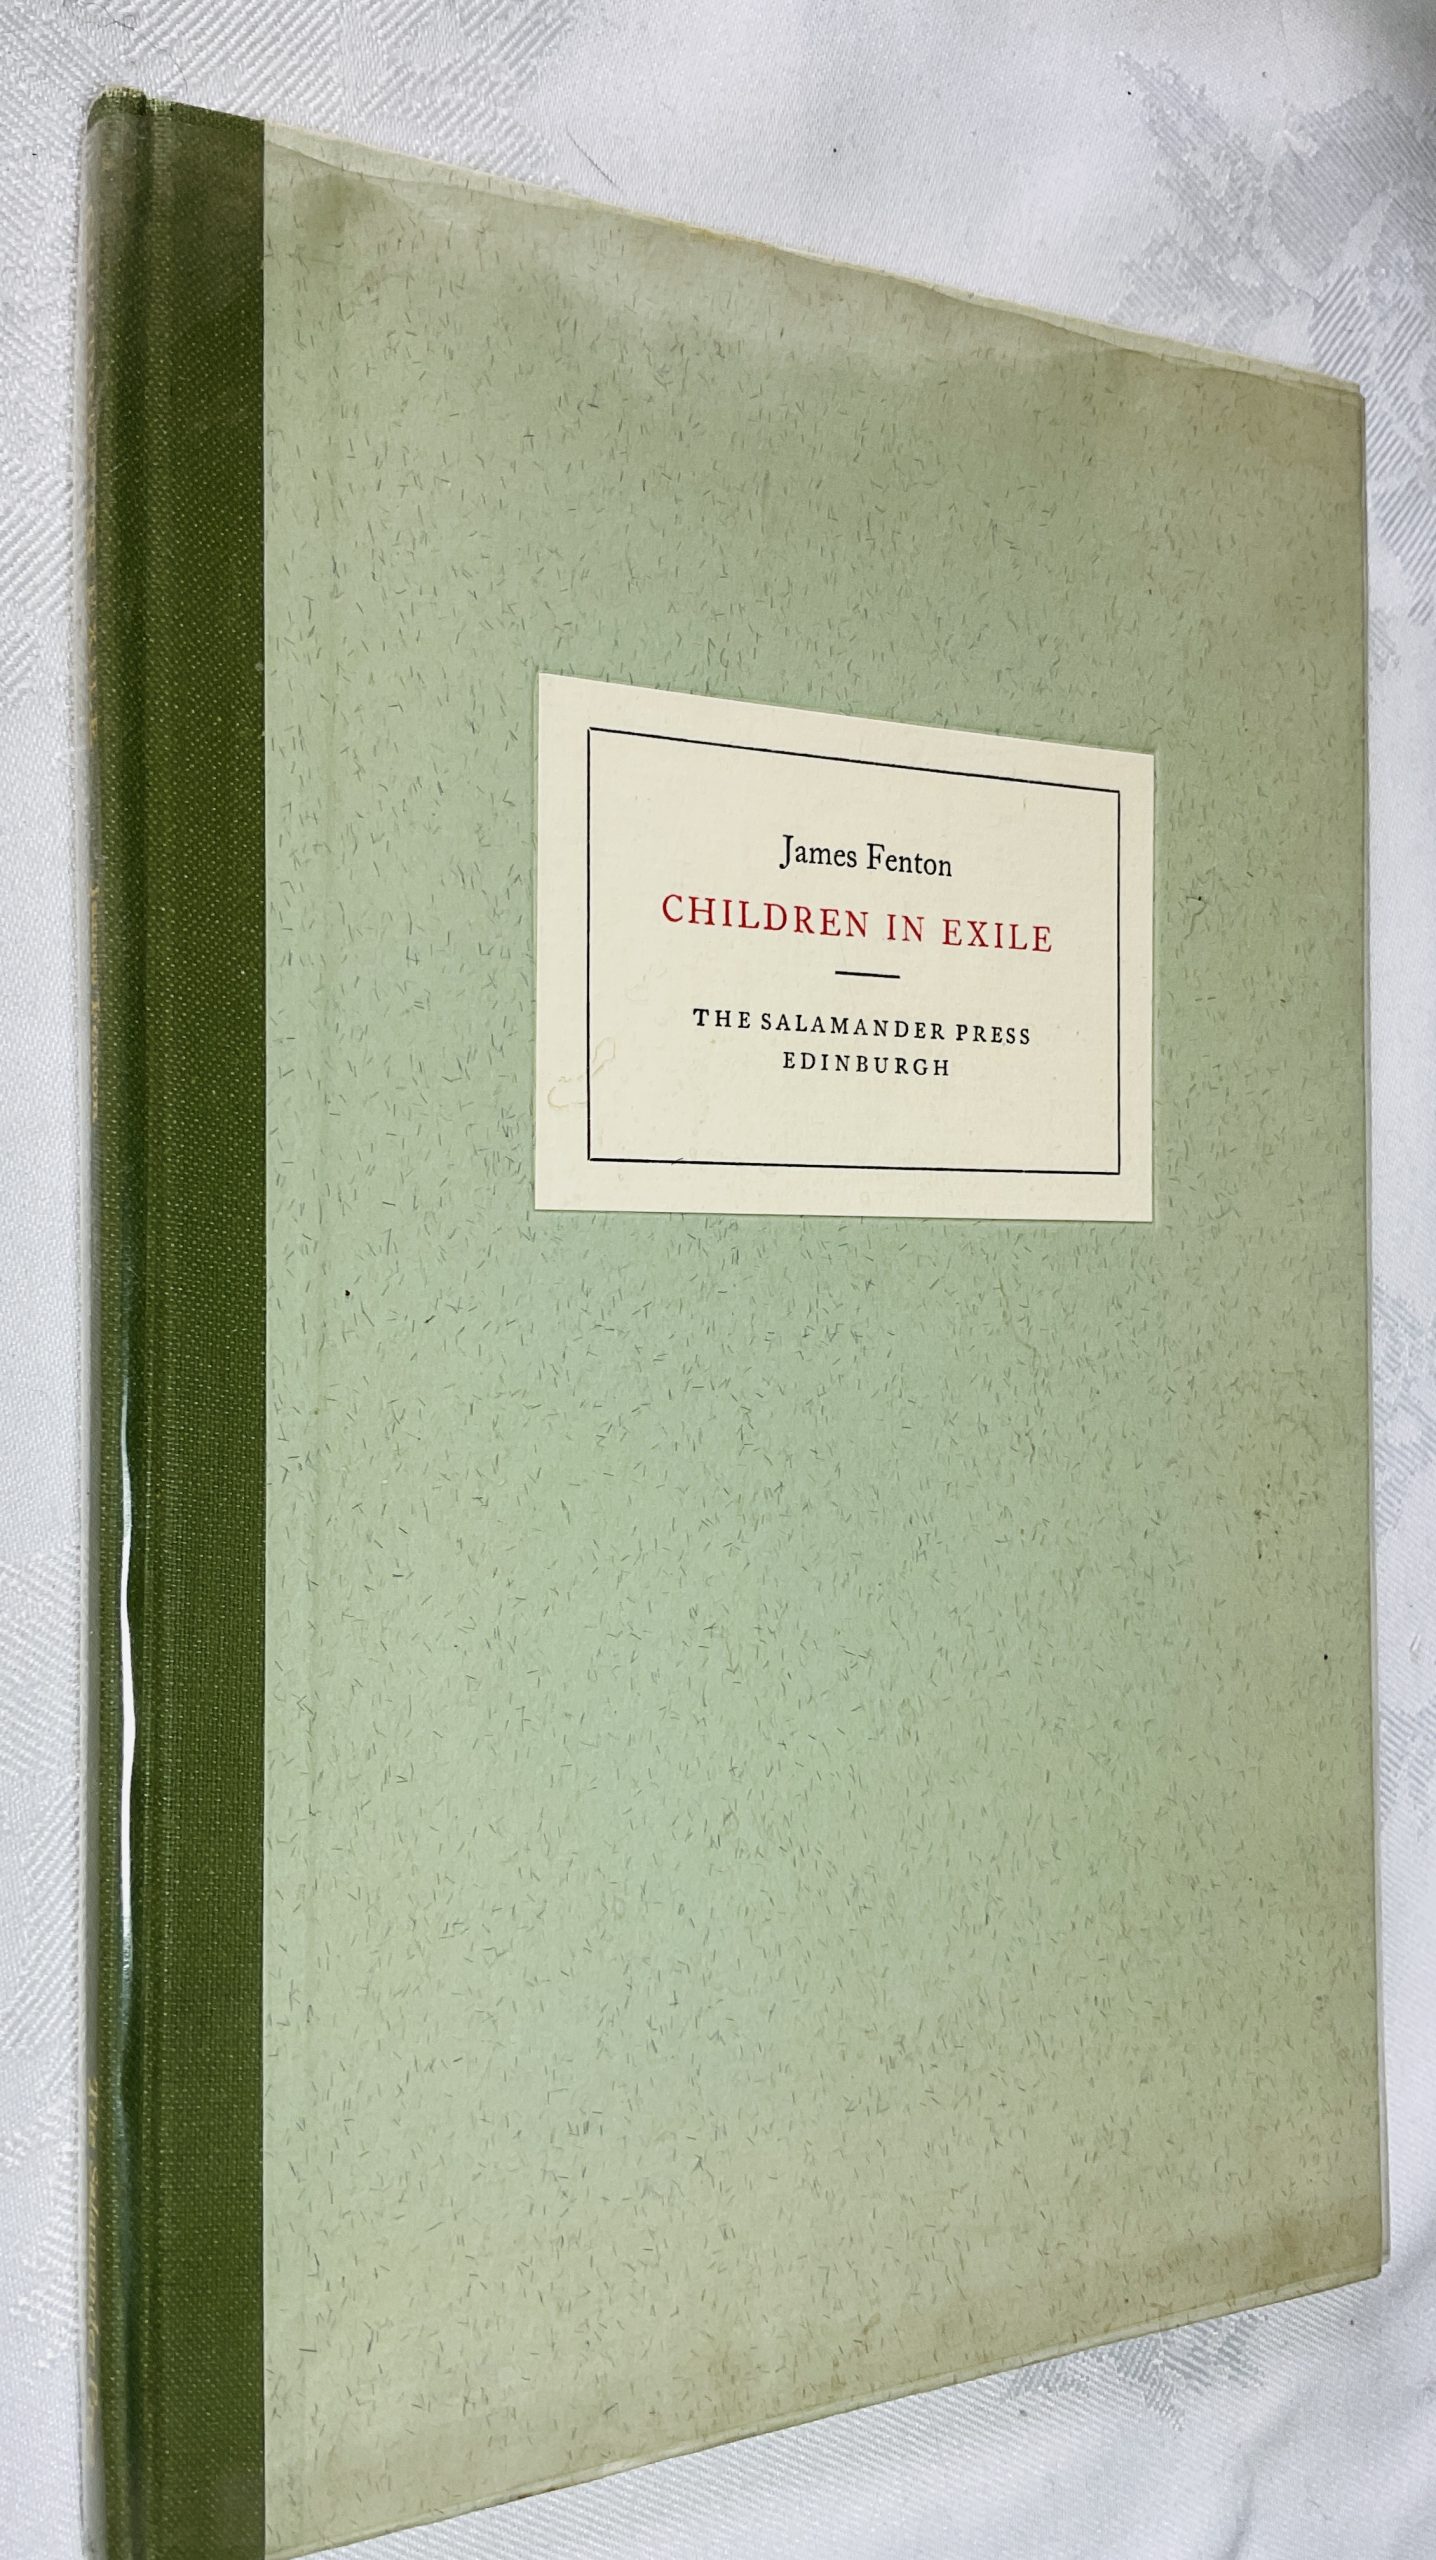 James Fenton
CHILDREN IN EXILE
THE SALAMANDER PRESS
EDINBURGH